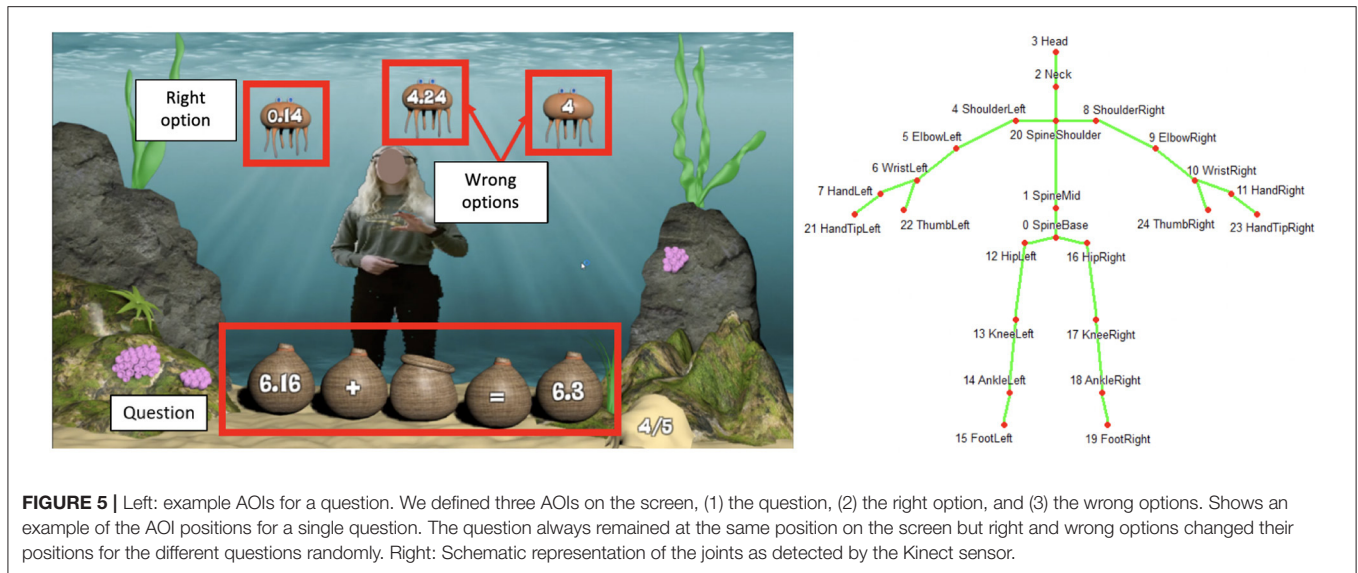 Right
option
0.14
4.24
4
Wrong
options
Question
6.16 + = 6.3
4/5
3 Head
2 Neck
4 ShoulderLeft
8 ShoulderRight
20 SpineShoulder
5 ElbowLeft
9 ElbowRight
6 WristLeft
10 WristRight
7 HandLeft
11 HandRight
21 HandTipLeft
22 ThumbLeft
24 ThumbRight
23 HandTipRight
1 SpineMid
0 SpineBase
12 HipLeft
16 HipRight
13 KneeLeft
17 KneeRight
14 AnkleLeft
18 AnkleRight
15 FootLeft
19 FootRight
FIGURE 5 | Left: example AOIs for a question. We defined three AOIs on the screen, (1) the question, (2) the right option, and (3) the wrong options. Shows an
example of the AOI positions for a single question. The question always remained at the same position on the screen but right and wrong options changed their
positions for the different questions randomly. Right: Schematic representation of the joints as detected by the Kinect sensor.